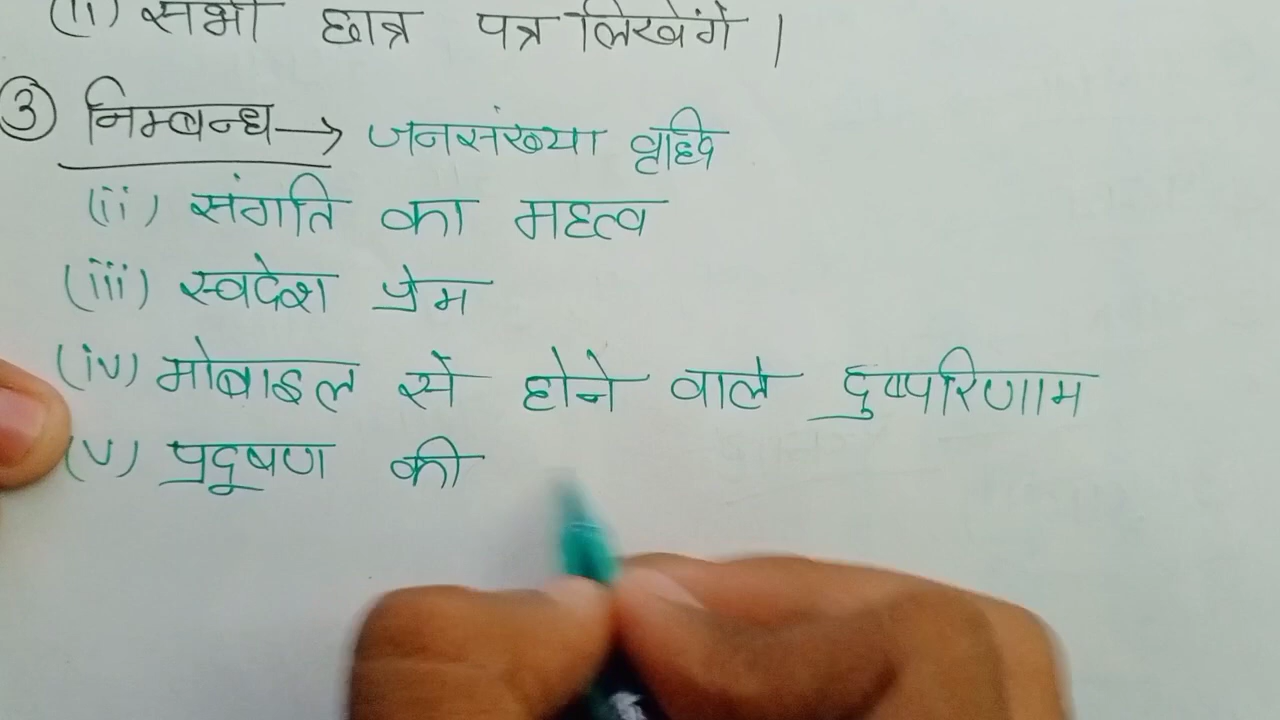 (ii) सभी छात्र पत्र लिखेंगे |
③ निम्बन्ध → जनसंख्या वृद्धि
(ii) संगति का महत्व
(iii) स्वदेश प्रेम
(iv) मोबाइल से होने वाले दुष्परिणाम
(v) प्रदूषण की